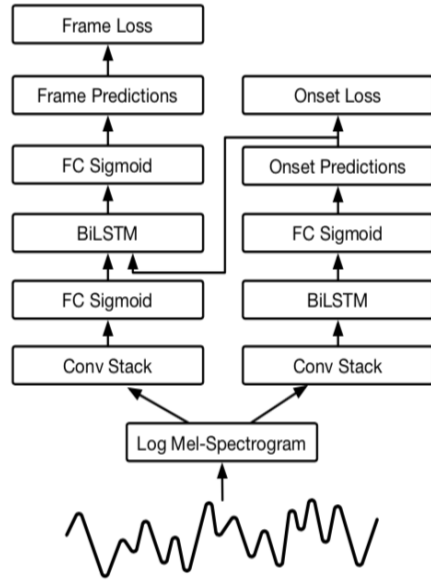 Frame Loss
Frame Predictions
Onset Loss
FC Sigmoid
Onset Predictions
BiLSTM
FC Sigmoid
FC Sigmoid
BiLSTM
Conv Stack
Conv Stack
Log Mel-Spectrogram